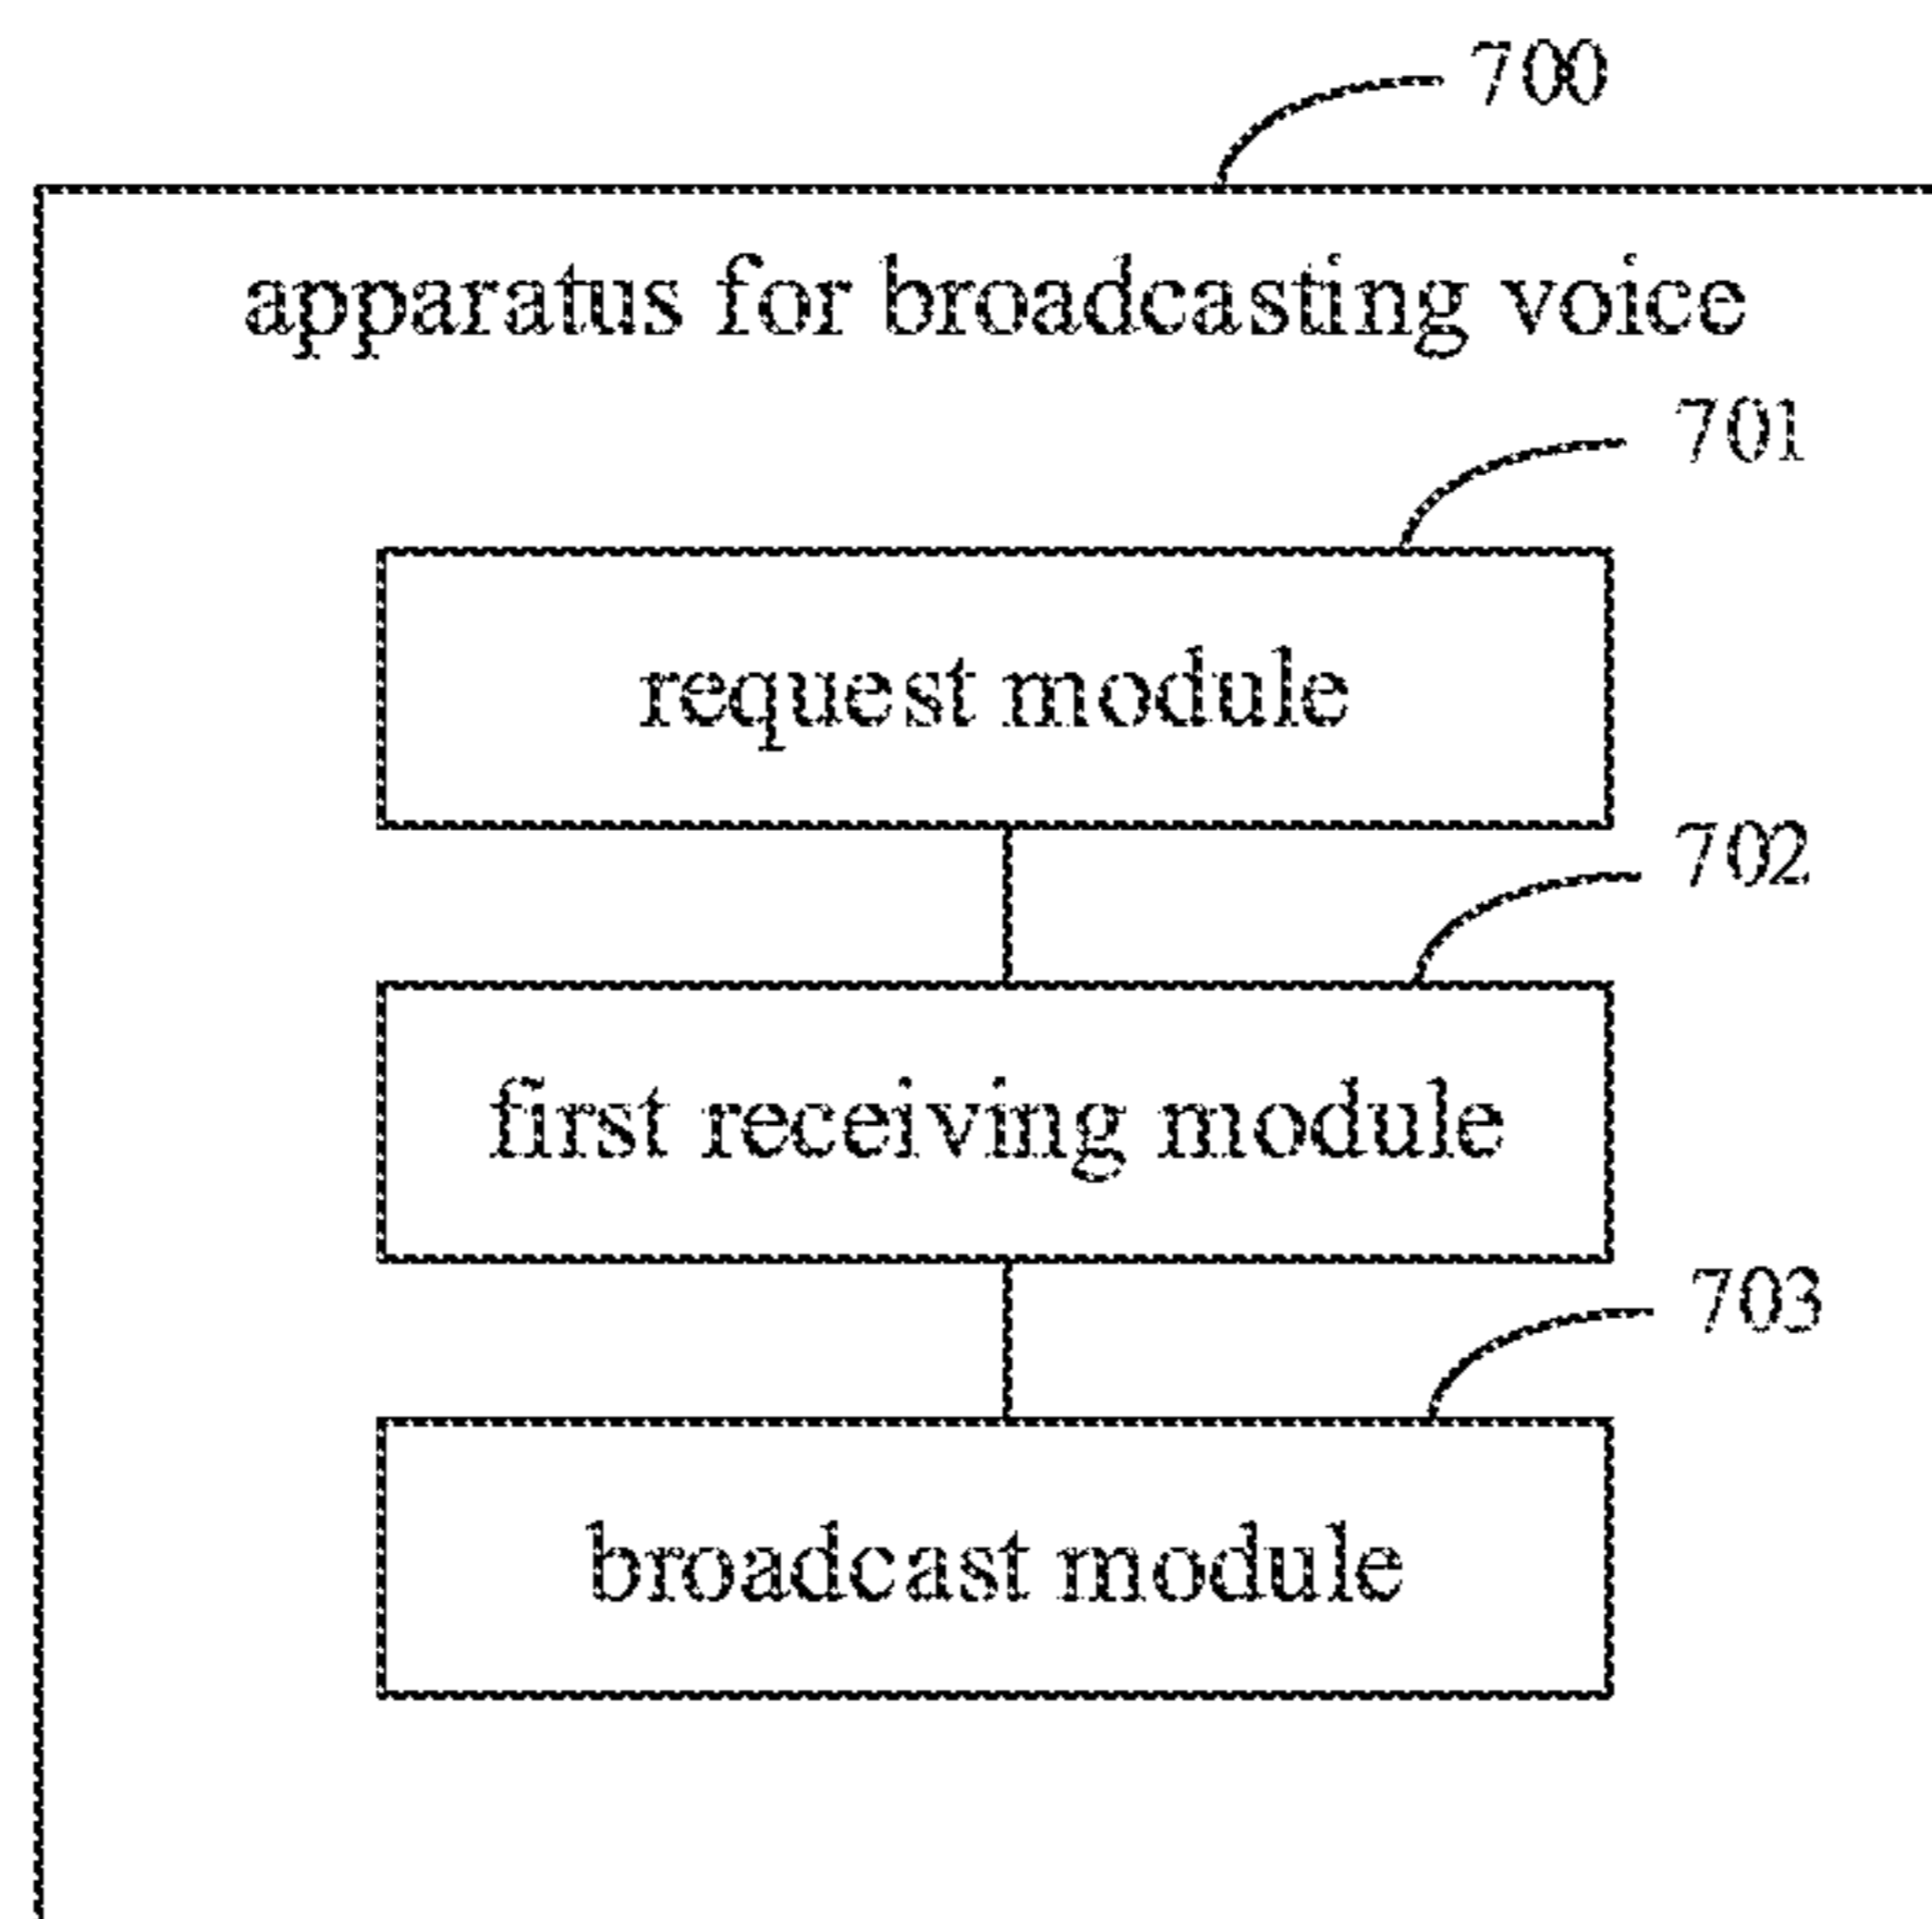 700
apparatus for broadcasting voice
701
request module
702
first receiving module
703
broadcast module